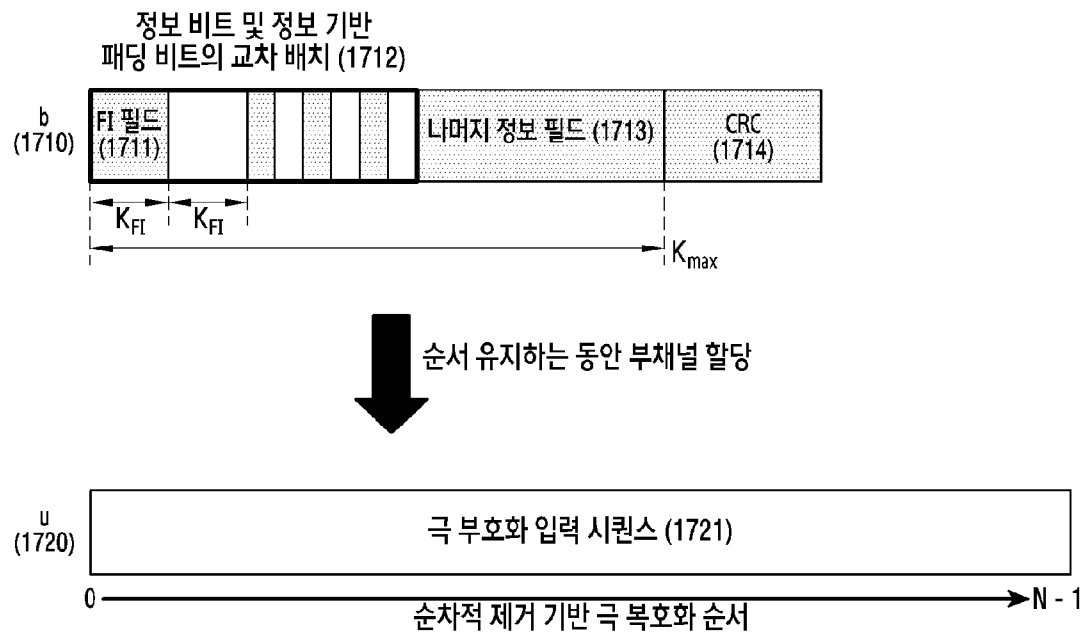 정보 비트 및 정보 기반
패딩 비트의 교차 배치 (1712)
b
(1710)
FI 필드
(1711)
나머지 정보 필드 (1713)
CRC
(1714)
K_FI
K_FI
K_max
순서 유지하는 동안 부채널 할당
u
(1720)
극 부호화 입력 시퀀스 (1721)
0
N - 1
순차적 제거 기반 극 복호화 순서